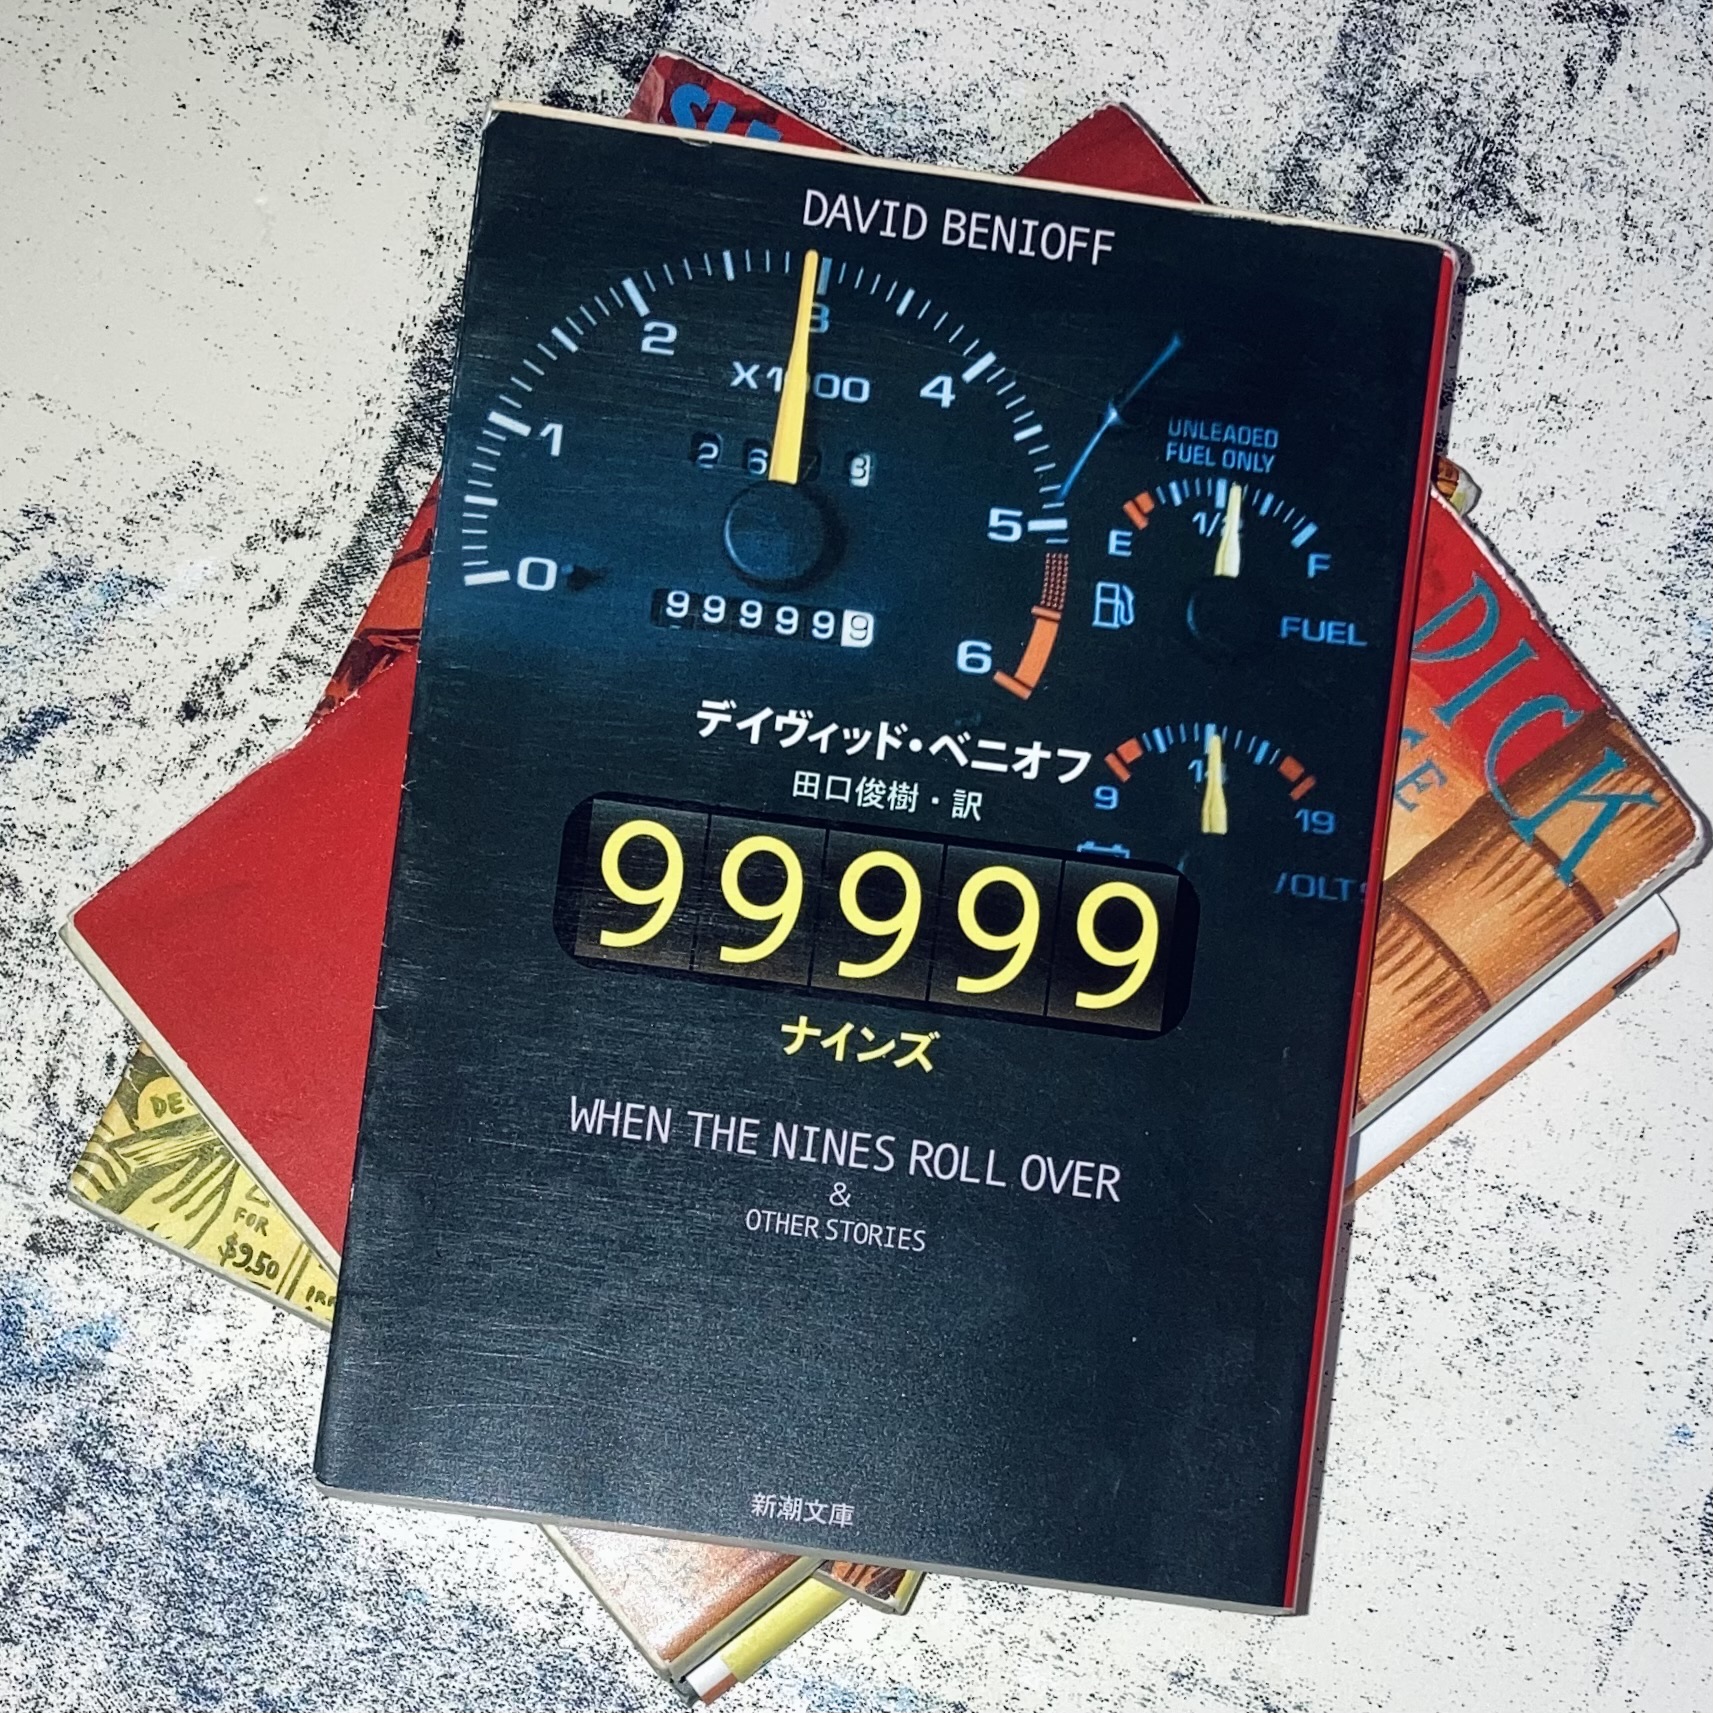 DAVID BENIOFF
0
1
2
3
4
5
6
999999
UNLEADED
FUEL ONLY
E
F
FUEL
9
19
デイヴィッド・ベニオフ
田口俊樹・訳
99999
ナインズ
WHEN THE NINES ROLL OVER
&
OTHER STORIES
新潮文庫
DICK
FOR
$9.50